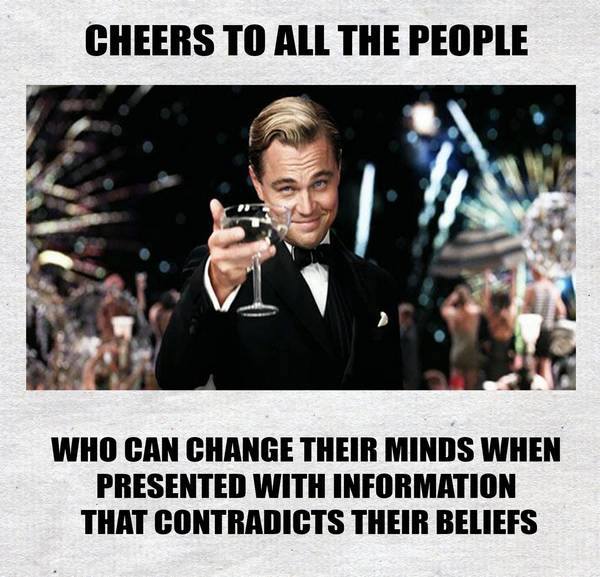 CHEERS TO ALL THE PEOPLE
WHO CAN CHANGE THEIR MINDS WHEN
PRESENTED WITH INFORMATION
THAT CONTRADICTS THEIR BELIEFS